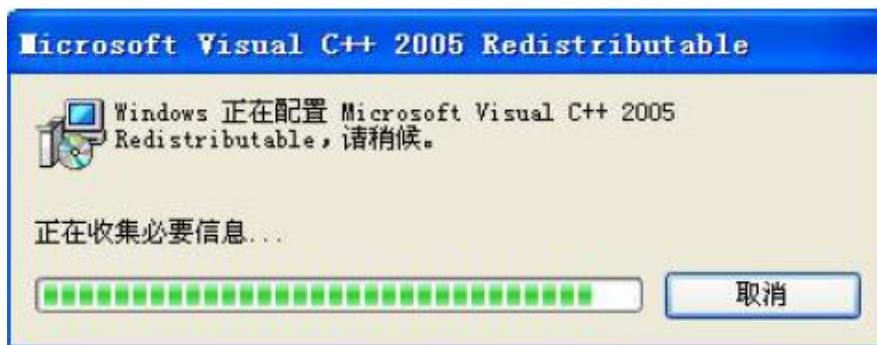 Microsoft Visual C++ 2005 Redistributable
Windows 正在配置 Microsoft Visual C++ 2005
Redistributable，请稍候。
正在收集必要信息...
取消